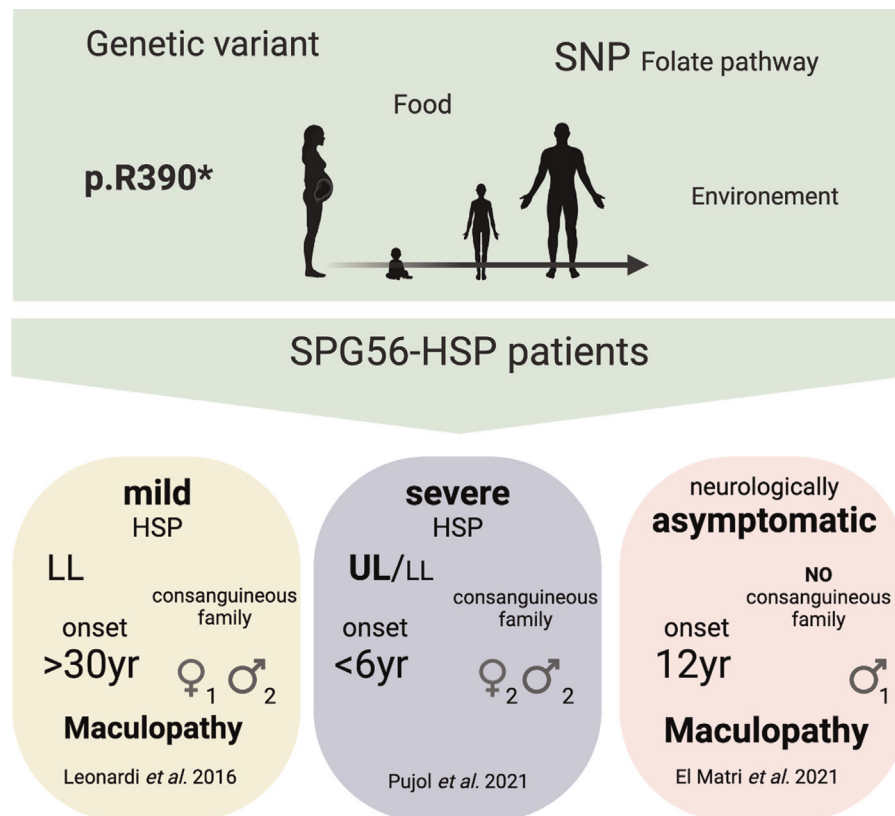 Genetic variant
SNP Folate pathway
Food
p.R390*
Environement
SPG56-HSP patients
mild
HSP
LL
consanguineous
family
onset
>30yr
♀1 ♂2
Maculopathy
Leonardi et al. 2016
severe
HSP
UL/LL
consanguineous
family
onset
<6yr
♀2 ♂2
Pujol et al. 2021
neurologically
asymptomatic
NO
consanguineous
family
onset
12yr
♂1
Maculopathy
El Matri et al. 2021